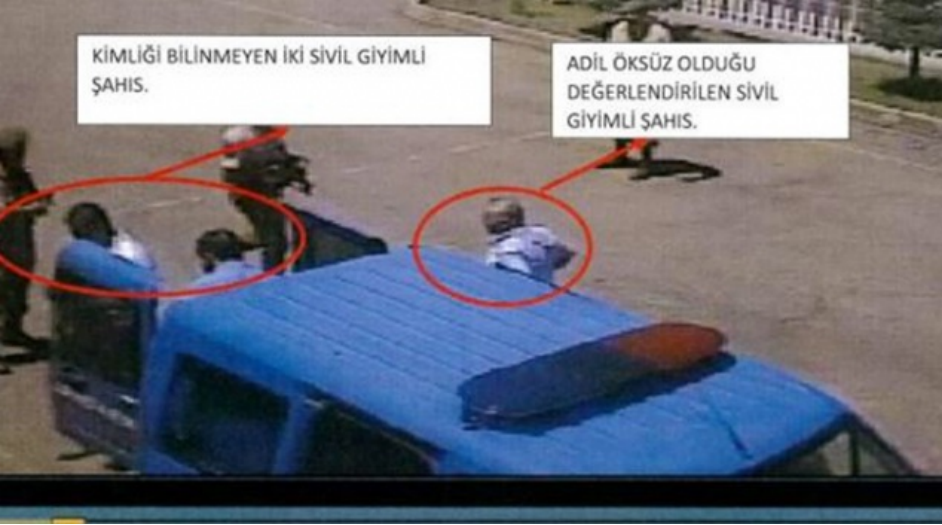 KİMLİĞİ BİLİNMEYEN İKİ SİVİL GİYİMLİ
ŞAHIS.
ADİL ÖKSÜZ OLDUĞU
DEĞERLENDİRİLEN SİVİL
GİYİMLİ ŞAHIS.